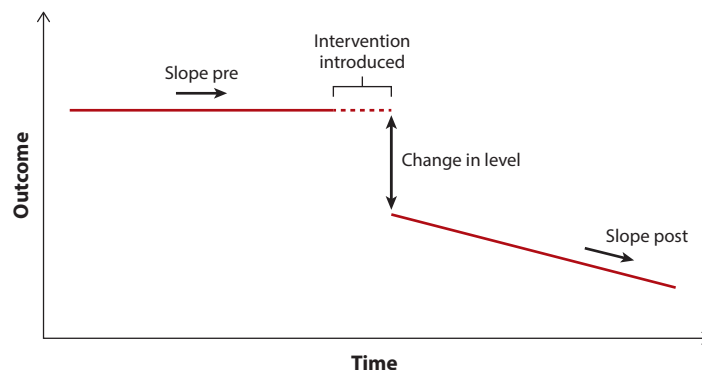 Intervention
introduced
Slope pre
Change in level
Slope post
Outcome
Time